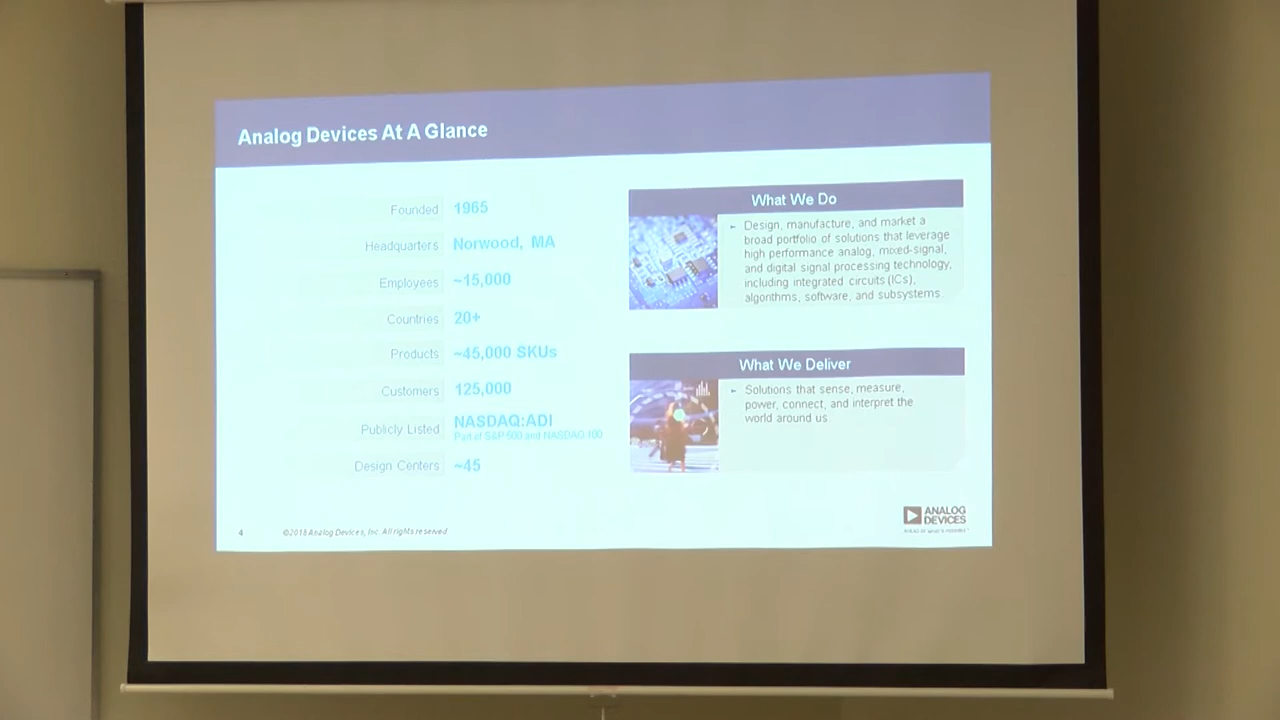 Analog Devices At A Glance
Founded 1965
Headquarters Norwood, MA
Employees ~15,000
Countries 20+
Products ~45,000 SKUs
Customers 125,000
Publicly Listed NASDAQ:ADI
Part of S&P 500 and NASDAQ 100
Design Centers ~45
What We Do
Design, manufacture, and market a
broad portfolio of solutions that leverage
high performance analog, mixed-signal,
and digital signal processing technology,
including integrated circuits (ICs),
algorithms, software, and subsystems.
What We Deliver
Solutions that sense, measure,
power, connect, and interpret the
world around us
4
©2018 Analog Devices, Inc. All rights reserved
ANALOG
DEVICES
AHEAD OF WHAT'S POSSIBLE™